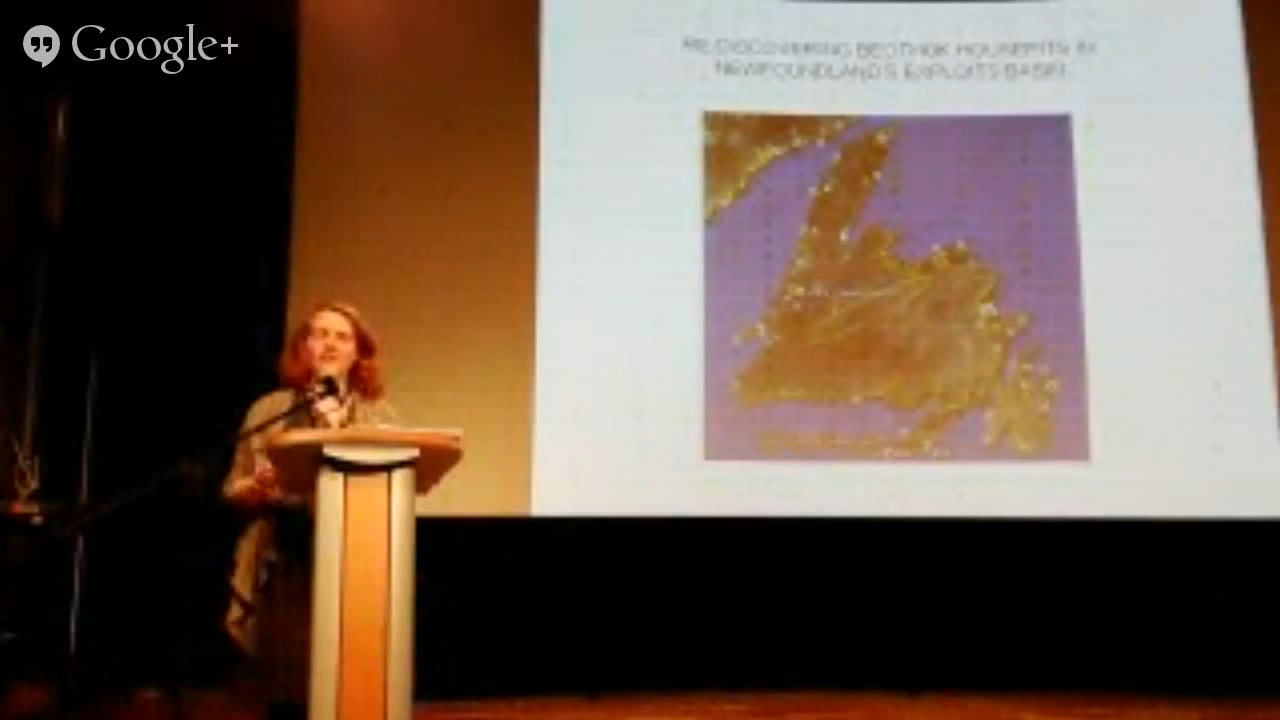 Google+
RE-DISCOVERING BEOTHUK HOUSEPITS IN
NEWFOUNDLAND'S EXPLOITS BASIN